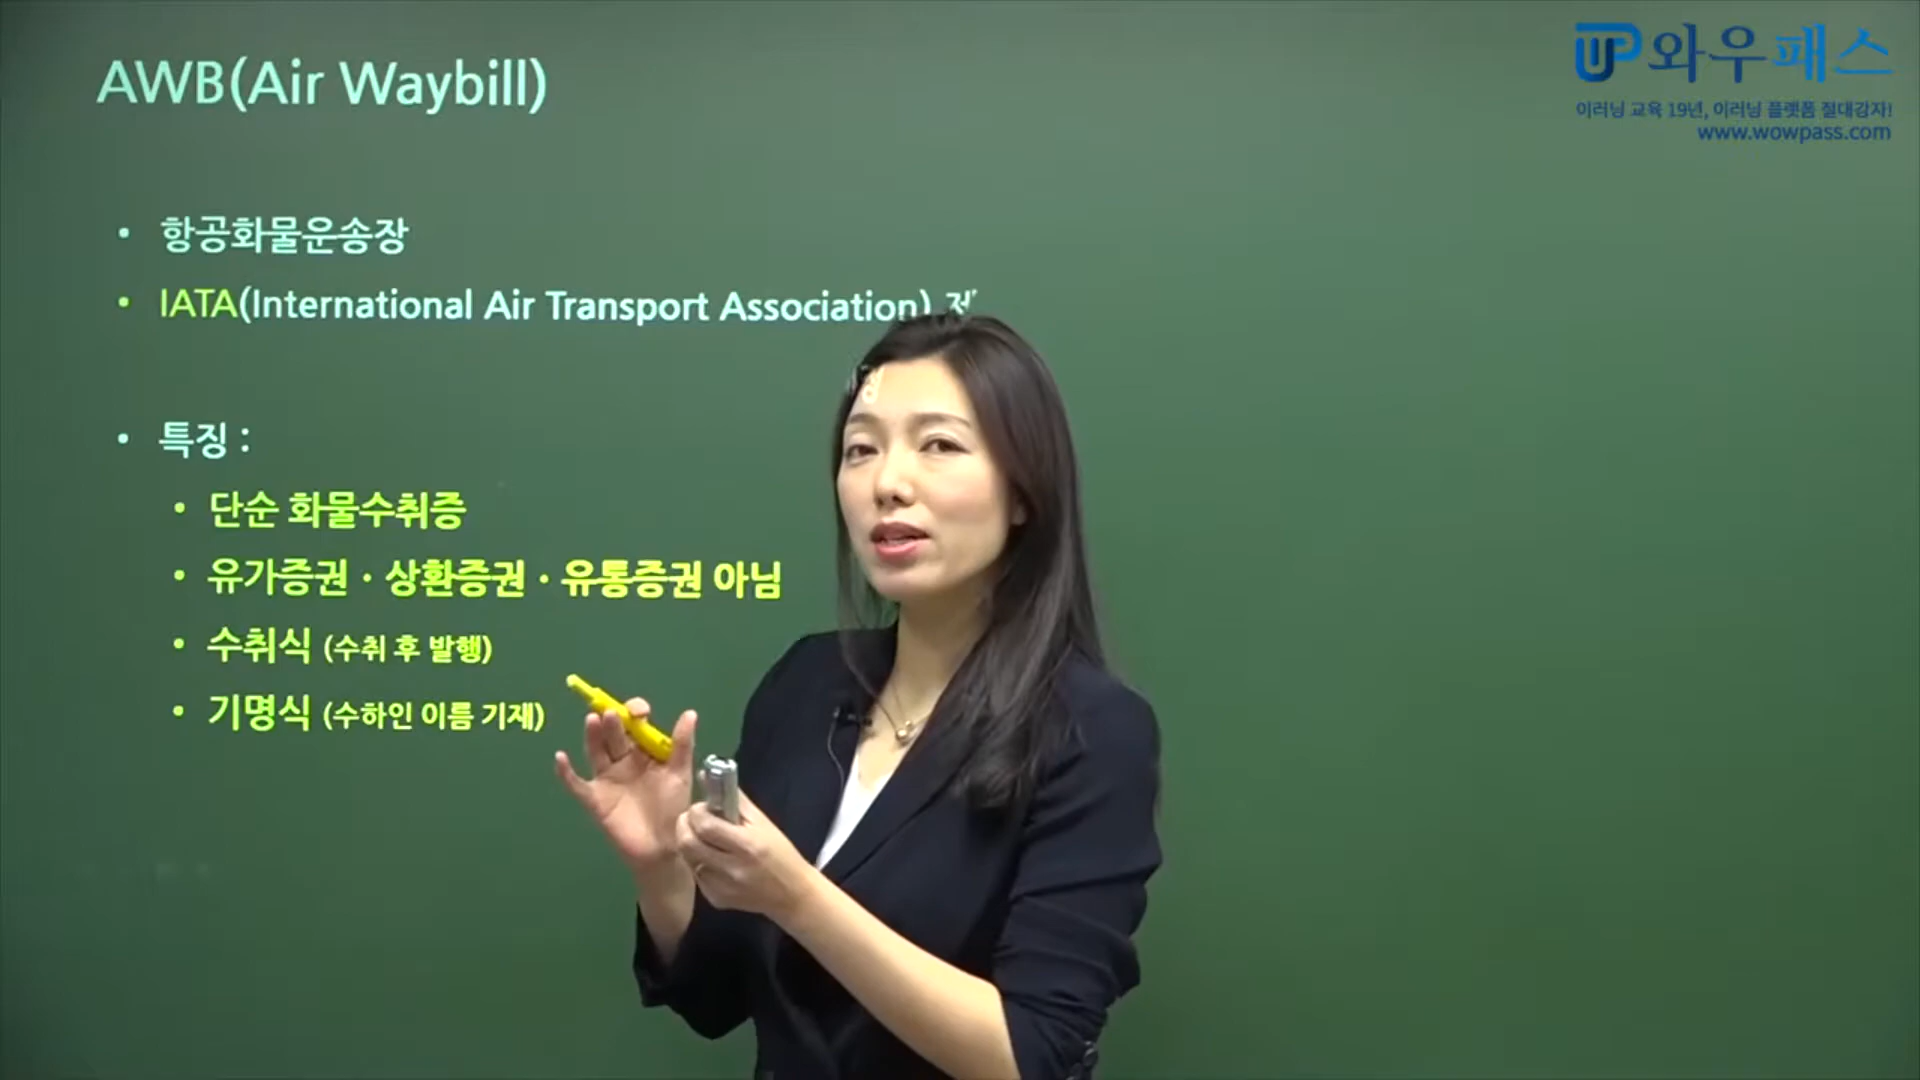 AWB(Air Waybill)
와우패스
이러닝 교육 19년, 이러닝 플랫폼 절대강자!
www.wowpass.com
• 항공화물운송장
• IATA(International Air Transport Association)
• 특징 :
• 단순 화물수취증
• 유가증권 · 상환증권 · 유통증권 아님
• 수취식 (수취 후 발행)
• 기명식 (수하인 이름 기재)